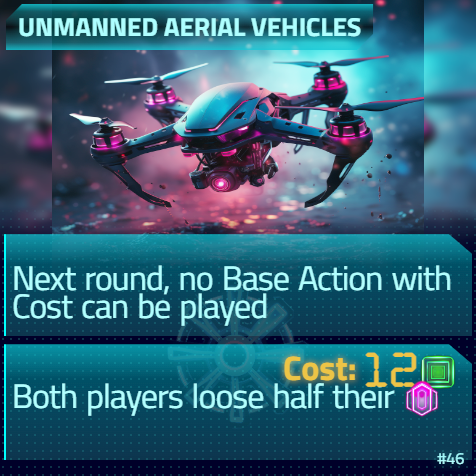 UNMANNED AERIAL VEHICLES
Next round, no Base Action with
Cost can be played
Cost: 12
Both players loose half their
#46